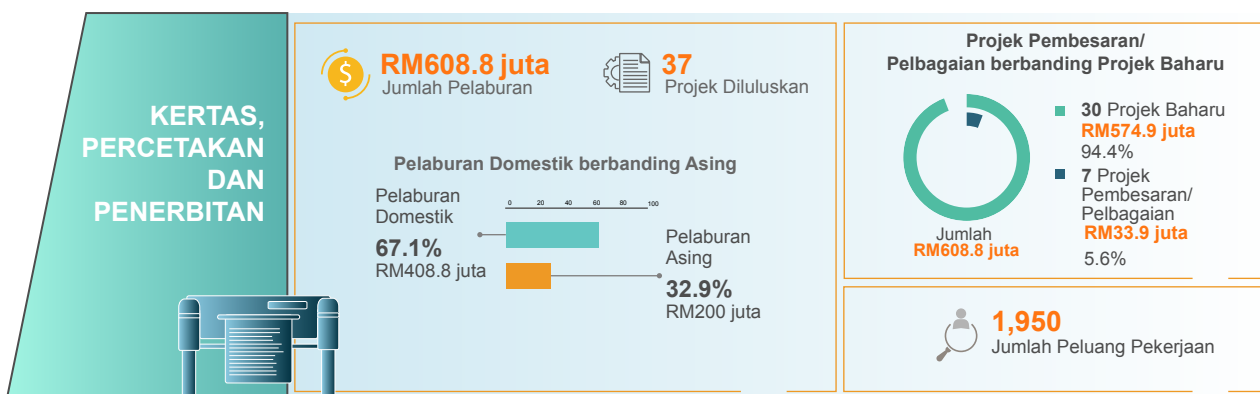 KERTAS,
PERCETAKAN
DAN
PENERBITAN
RM608.8 juta
Jumlah Pelaburan
37
Projek Diluluskan
Pelaburan Domestik berbanding Asing
Pelaburan
Domestik
67.1%
RM408.8 juta
0 20 40 60 80 100
Pelaburan
Asing
32.9%
RM200 juta
Projek Pembesaran/
Pelbagaian berbanding Projek Baharu
Jumlah
RM608.8 juta
30 Projek Baharu
RM574.9 juta
94.4%
7 Projek
Pembesaran/
Pelbagaian
RM33.9 juta
5.6%
1,950
Jumlah Peluang Pekerjaan